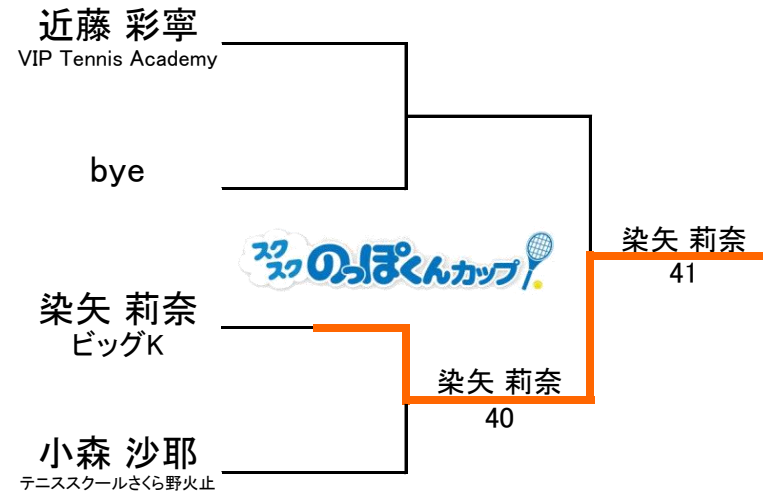 近藤 彩寧
VIP Tennis Academy
bye
スクスクのっぽくんカップ
染矢 莉奈
41
染矢 莉奈
ビッグK
染矢 莉奈
40
小森 沙耶
テニススクールさくら野火止